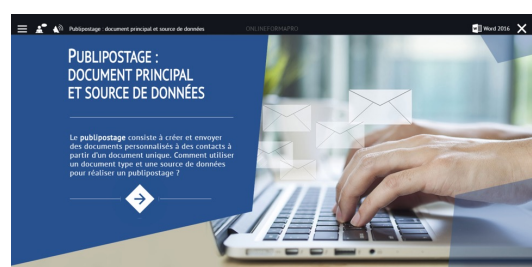 Publipostage : document principal et source de données
ONLINEFORMAPRO
Word 2016
PUBLIPOSTAGE :
DOCUMENT PRINCIPAL
ET SOURCE DE DONNÉES
Le publipostage consiste à créer et envoyer
des documents personnalisés à des contacts à
partir d'un document unique. Comment utiliser
un document type et une source de données
pour réaliser un publipostage ?